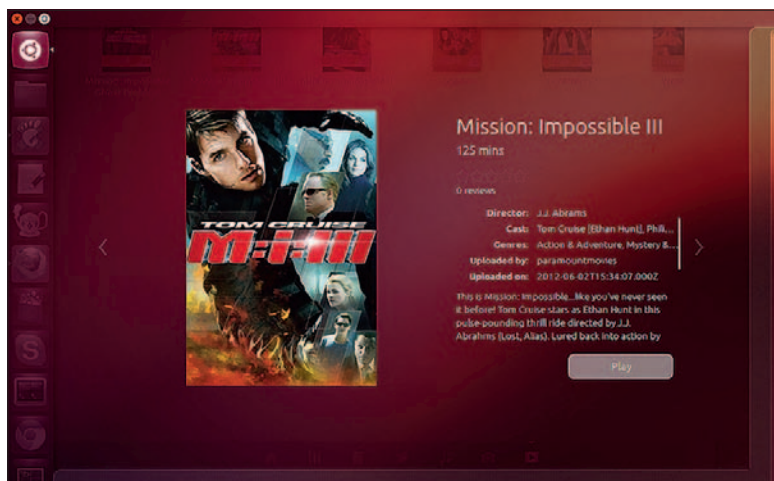 Mission: Impossible III
125 mins
0 reviews
TOM CRUISE
M:i:III
Director: J.J. Abrams
Cast: Tom Cruise (Ethan Hunt), Phili...
Genres: Action & Adventure, Mystery &...
Uploaded by: paramountmovies
Uploaded on: 2012-06-02T15:34:07.000Z
This is Mission: Impossible...like you've never seen
it before! Tom Cruise stars as Ethan Hunt in this
pulse-pounding thrill ride directed by J.J.
Abrahms (Lost, Alias). Lured back into action by
Play